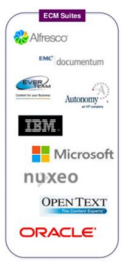 ECM Suites
Alfresco
EMC² documentum
EVER TEAM
Content for your Business
Autonomy
an HP company
IBM
Microsoft
nuxeo
OPEN TEXT
The Content Experts
ORACLE